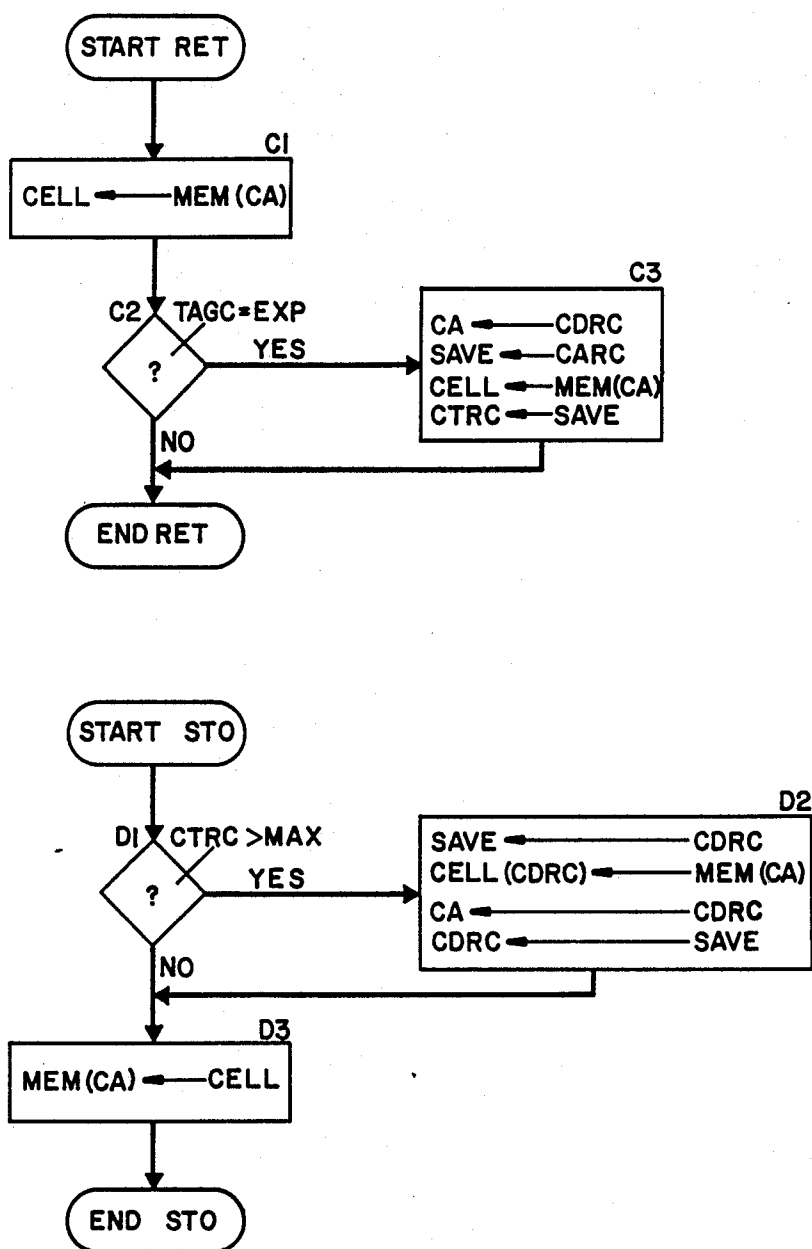 START RET
C1
CELL ← MEM (CA)
C2 TAGC=EXP
?
YES
NO
C3
CA ← CDRC
SAVE ← CARC
CELL ← MEM(CA)
CTRC ← SAVE
END RET
START STO
D1 CTRC >MAX
?
YES
NO
D2
SAVE ← CDRC
CELL (CDRC) ← MEM (CA)
CA ← CDRC
CDRC ← SAVE
D3
MEM (CA) ← CELL
END STO